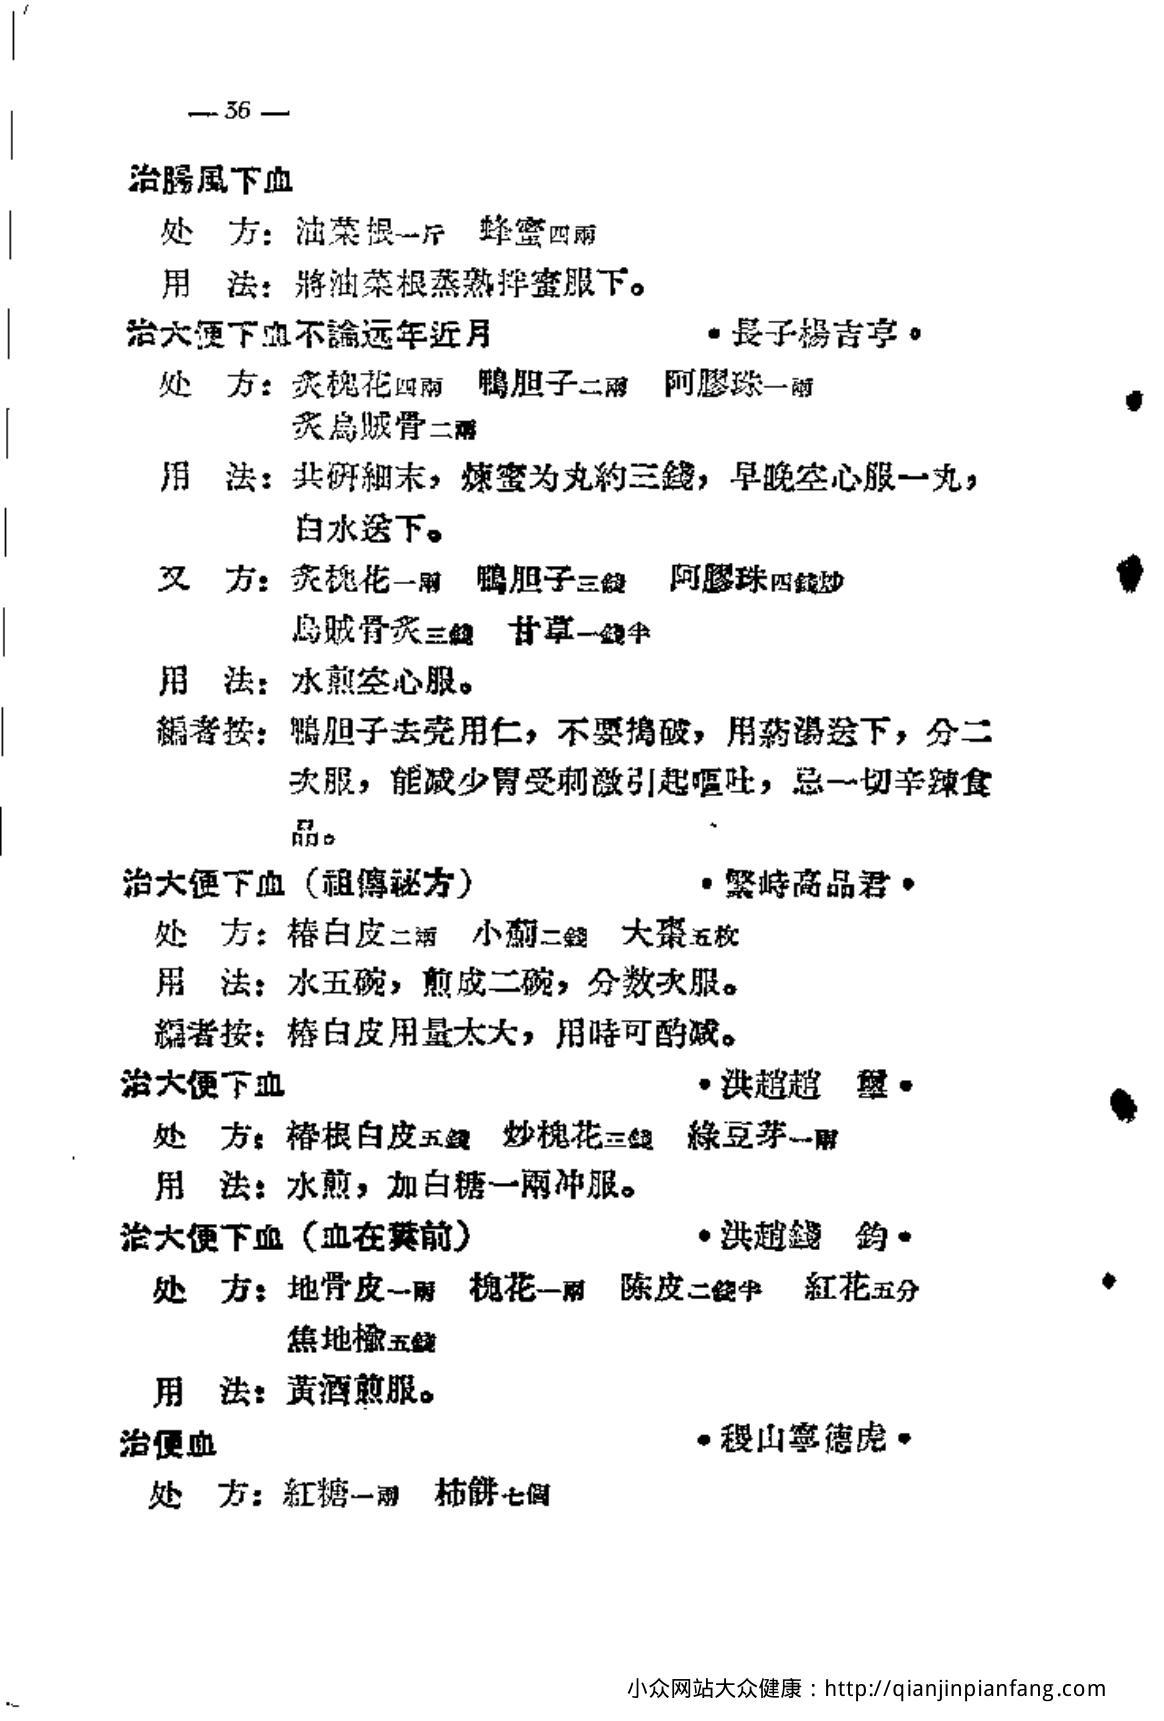 — 36 —
治腸風下血
处　方：油菜根一斤　蜂蜜四兩
用　法：將油菜根蒸熟拌蜜服下。
治大便下血不論远年近月　•長子楊吉亭•
处　方：炙槐花四兩　鴨胆子二兩　阿膠珠一兩
炙烏贼骨二兩
用　法：共研細末，煉蜜为丸約三錢，早晚空心服一丸，
白水送下。
又　方：炙槐花一兩　鴨胆子三錢　阿膠珠四錢炒
烏贼骨炙三錢　甘草一錢半
用　法：水煎空心服。
編者按：鴨胆子去壳用仁，不要搗破，用葯湯送下，分二
次服，能减少胃受刺激引起嘔吐，忌一切辛辣食
品。
治大便下血（祖傳祕方）　•繁峙高品君•
处　方：椿白皮二兩　小薊二錢　大棗五枚
用　法：水五碗，煎成二碗，分数次服。
編者按：椿白皮用量太大，用時可酌减。
治大便下血　•洪趙趙　璧•
处　方：椿根白皮五錢　炒槐花三錢　綠豆芽一兩
用　法：水煎，加白糖一兩冲服。
治大便下血（血在糞前）　•洪趙錢　鈞•
处　方：地骨皮一兩　槐花一兩　陈皮二錢半　紅花五分
焦地榆五錢
用　法：黃酒煎服。
治便血　•稷山寧德虎•
处　方：紅糖一兩　柿餅七個
小众网站大众健康：http://qianjinpianfang.com